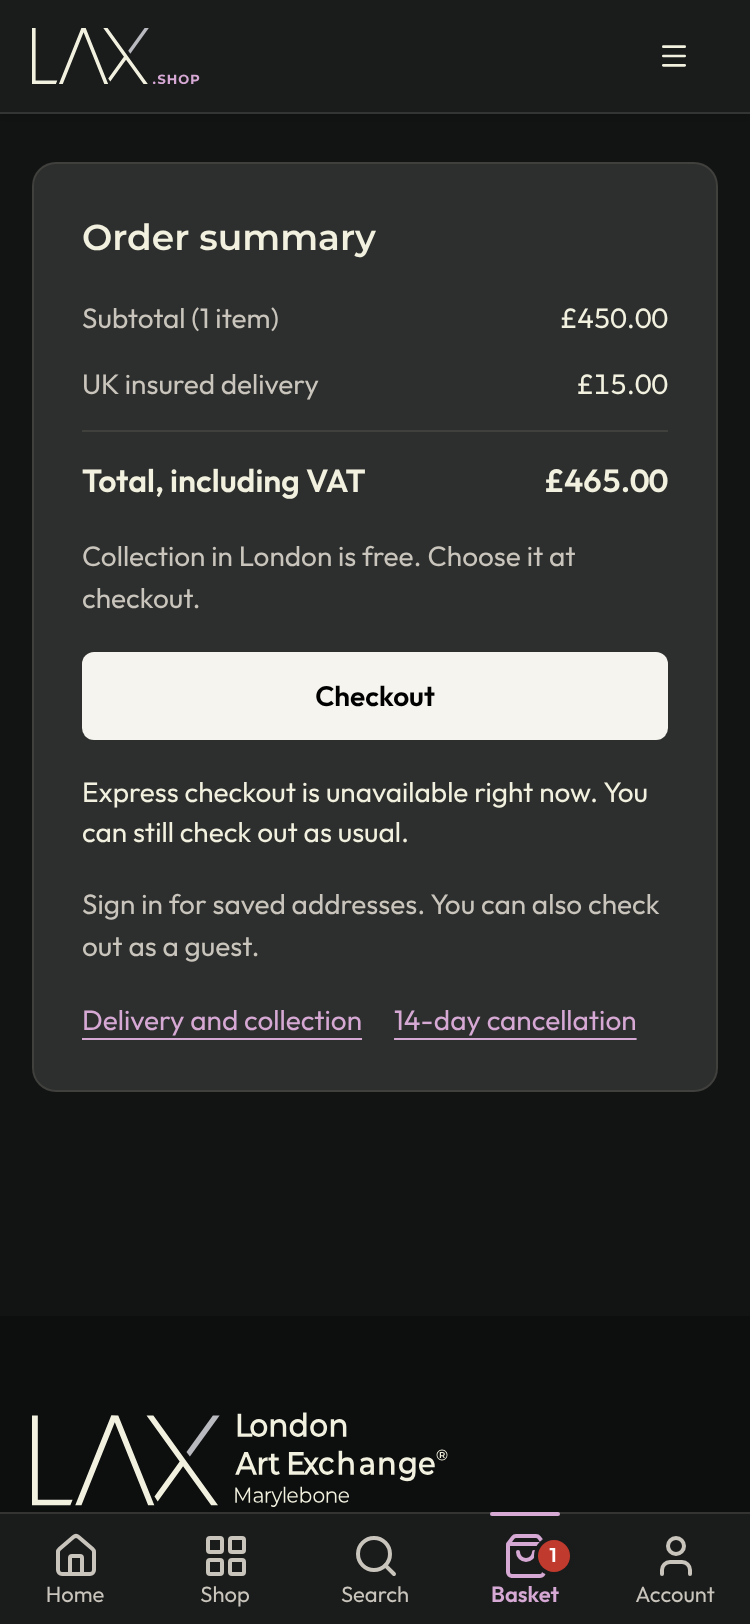 LAX.SHOP
Order summary
Subtotal (1 item) £450.00
UK insured delivery £15.00
Total, including VAT £465.00
Collection in London is free. Choose it at
checkout.
Checkout
Express checkout is unavailable right now. You
can still check out as usual.
Sign in for saved addresses. You can also check
out as a guest.
Delivery and collection 14-day cancellation
LAX London
Art Exchange®
Marylebone
1
Home Shop Search Basket Account